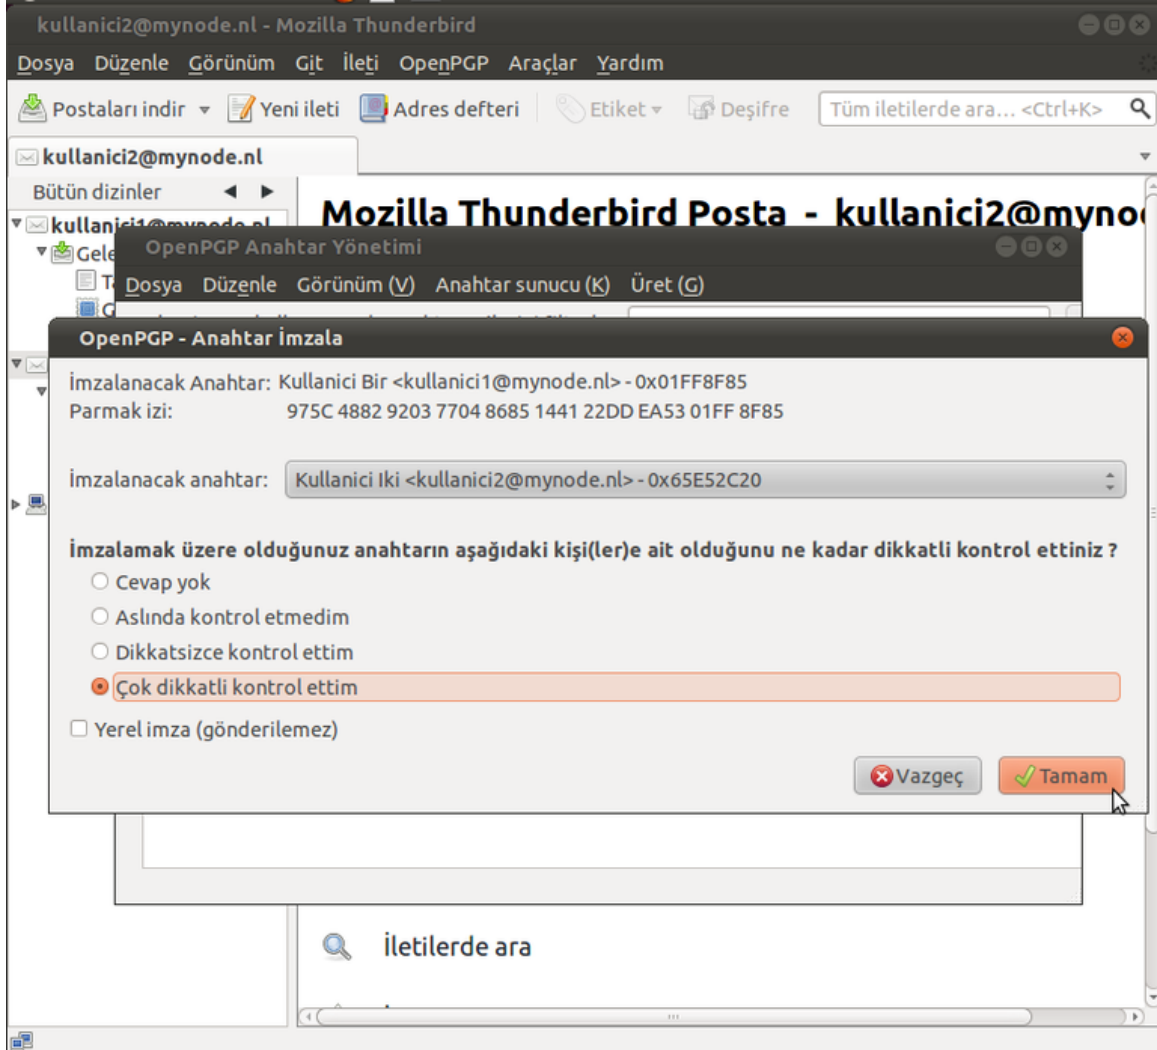 kullanici2@mynode.nl - Mozilla Thunderbird
Dosya Düzenle Görünüm Git İleti OpenPGP Araçlar Yardım
Postaları indir Yeni ileti Adres defteri Etiket Deşifre Tüm iletilerde ara... <Ctrl+K>
kullanici2@mynode.nl
Bütün dizinler
Mozilla Thunderbird Posta - kullanici2@myno
kullanici1@mynode.nl
Gele
OpenPGP Anahtar Yönetimi
Dosya Düzenle Görünüm (V) Anahtar sunucu (K) Üret (G)
OpenPGP - Anahtar İmzala
İmzalanacak Anahtar: Kullanici Bir <kullanici1@mynode.nl> - 0x01FF8F85
Parmak izi: 975C 4882 9203 7704 8685 1441 22DD EA53 01FF 8F85
İmzalanacak anahtar: Kullanici Iki <kullanici2@mynode.nl> - 0x65E52C20
İmzalamak üzere olduğunuz anahtarın aşağıdaki kişi(ler)e ait olduğunu ne kadar dikkatli kontrol ettiniz ?
Cevap yok
Aslında kontrol etmedim
Dikkatsizce kontrol ettim
Çok dikkatli kontrol ettim
Yerel imza (gönderilemez)
Vazgeç Tamam
İletilerde ara